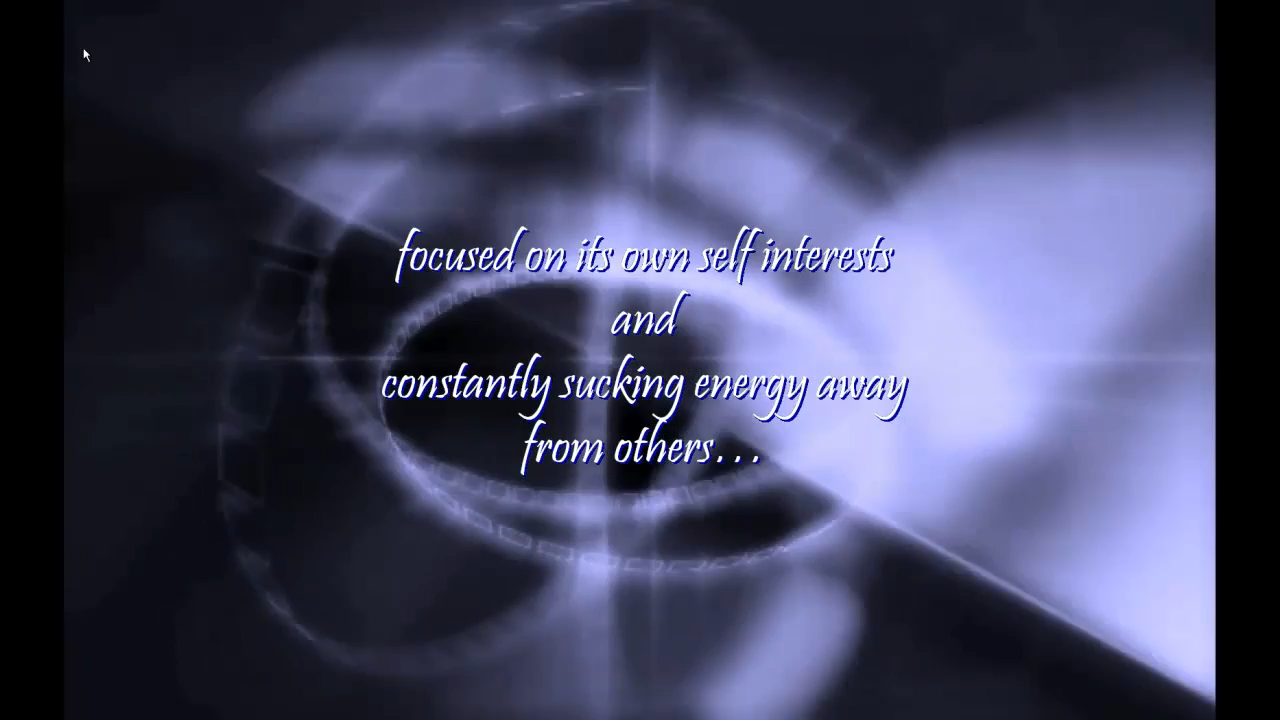 focused on its own self interests
and
constantly sucking energy away
from others...